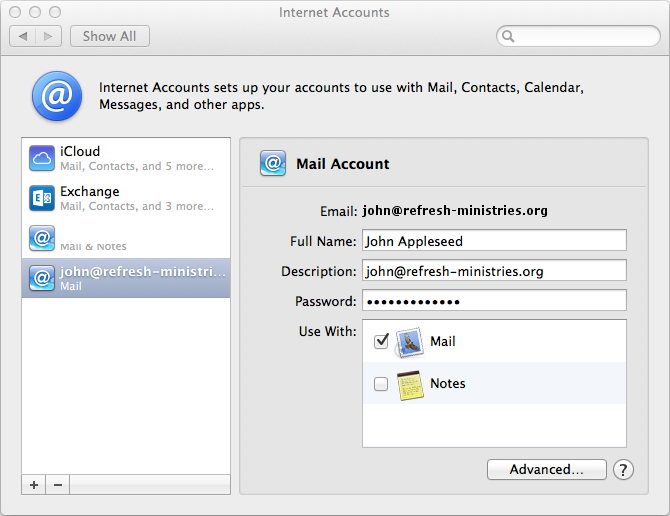 Internet Accounts
Show All
Internet Accounts sets up your accounts to use with Mail, Contacts, Calendar,
Messages, and other apps.
iCloud
Mail, Contacts, and 5 more...
Exchange
Mail, Contacts, and 3 more...
Mail & Notes
john@refresh-ministri...
Mail
Mail Account
Email: john@refresh-ministries.org
Full Name: John Appleseed
Description: john@refresh-ministries.org
Password: •••••••••••••
Use With:
Mail
Notes
Advanced...
?